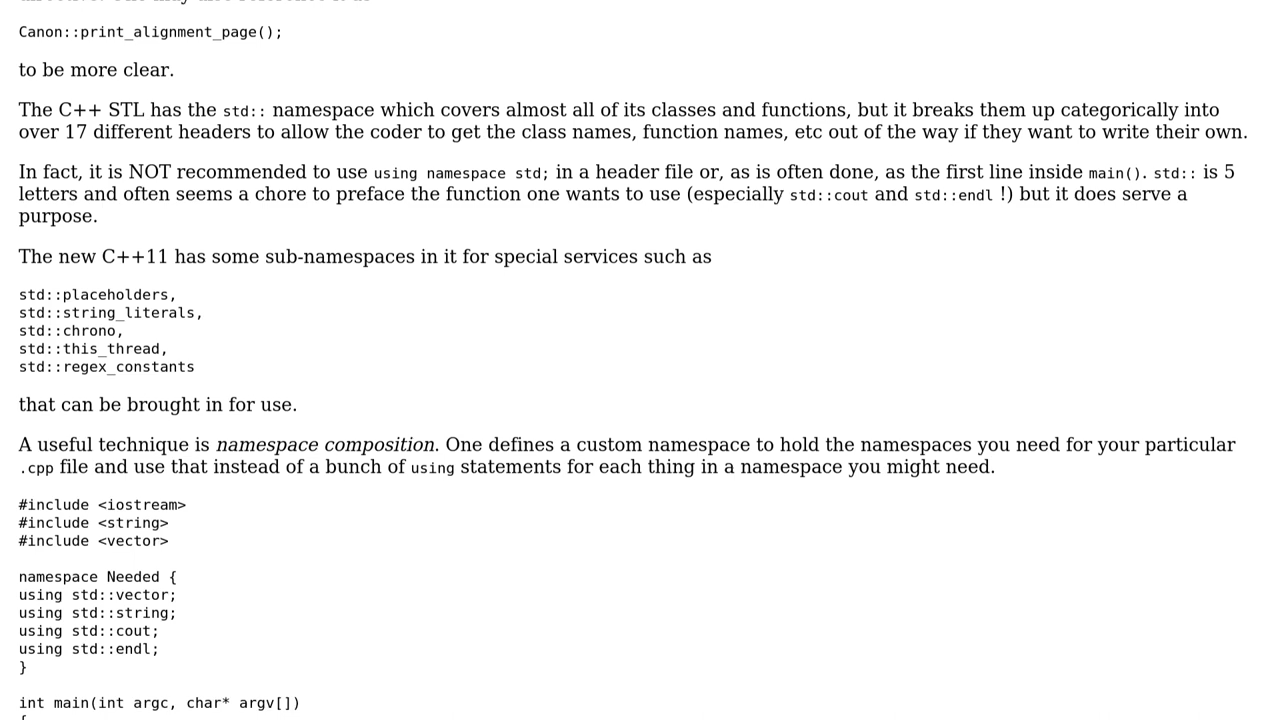 Canon::print_alignment_page();
to be more clear.
The C++ STL has the std:: namespace which covers almost all of its classes and functions, but it breaks them up categorically into
over 17 different headers to allow the coder to get the class names, function names, etc out of the way if they want to write their own.
In fact, it is NOT recommended to use using namespace std; in a header file or, as is often done, as the first line inside main(). std:: is 5
letters and often seems a chore to preface the function one wants to use (especially std::cout and std::endl !) but it does serve a
purpose.
The new C++11 has some sub-namespaces in it for special services such as
std::placeholders,
std::string_literals,
std::chrono,
std::this_thread,
std::regex_constants
that can be brought in for use.
A useful technique is namespace composition. One defines a custom namespace to hold the namespaces you need for your particular
.cpp file and use that instead of a bunch of using statements for each thing in a namespace you might need.
#include <iostream>
#include <string>
#include <vector>
namespace Needed {
using std::vector;
using std::string;
using std::cout;
using std::endl;
}
int main(int argc, char* argv[])